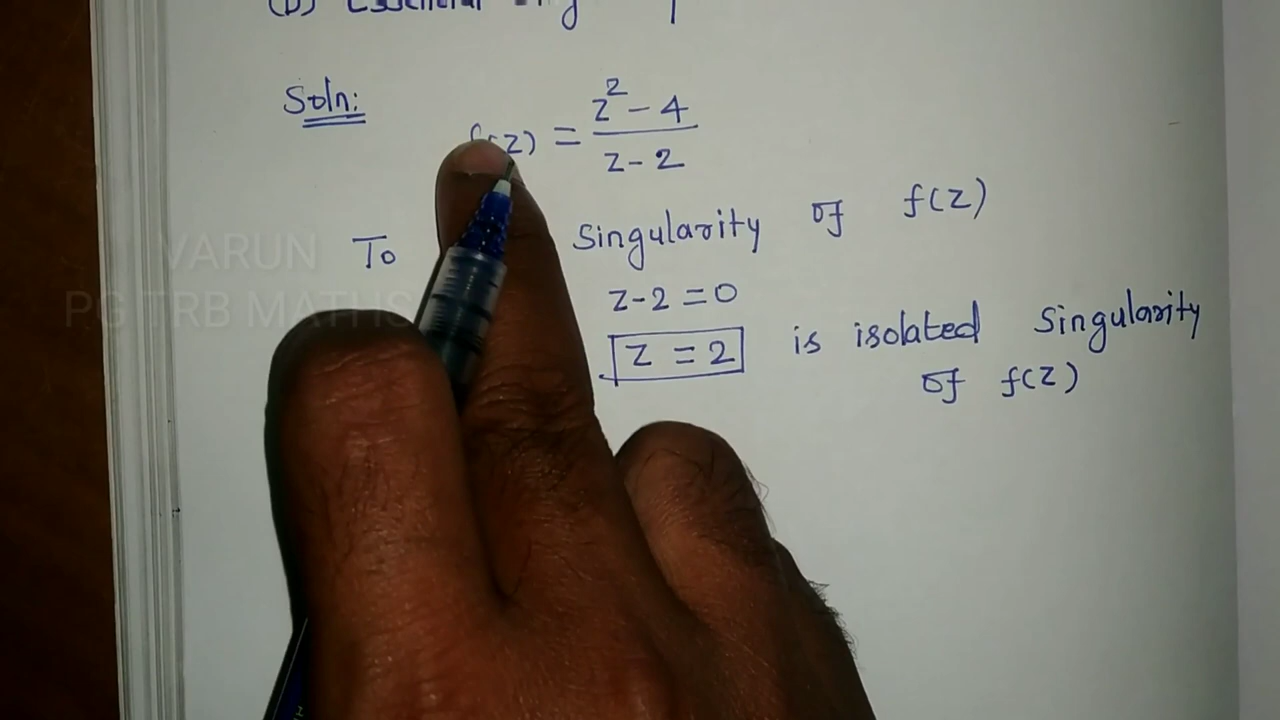 Soln:
f(z) = z² - 4 / z - 2
To Singularity of f(z)
z - 2 = 0
z = 2 is isolated Singularity
of f(z)
VARUN
PG TRB MATHS